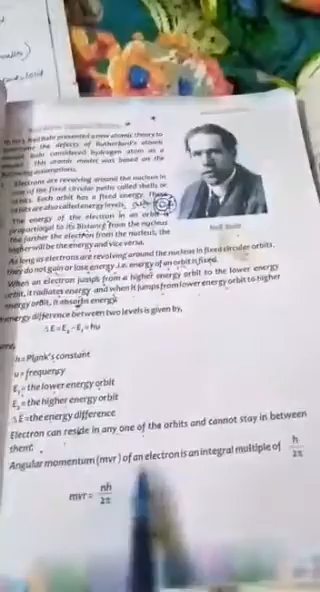 Neil Bohr presented a new atomic theory to
the defects of Rutherford's atomic
Bohr considered hydrogen atom as a
This atomic model was based on the
following assumptions.
Electrons are revolving around the nucleus in
one of the fixed circular paths called shells or
orbits. Each orbit has a fixed energy. These
orbits are also called energy levels.
The energy of the electron in an orbit is
proportional to its distance from the nucleus
The further the electron from the nucleus, the
higher will be the energy and vice versa.
Neil Bohr
As long as electrons are revolving around the nucleus in fixed circular orbits,
they do not gain or lose energy i.e. energy of an orbit is fixed.
When an electron jumps from a higher energy orbit to the lower energy
orbit, it radiates energy and when it jumps from lower energy orbit to higher
energy orbit, it absorbs energy.
energy difference between two levels is given by,
ΔE=E₂-E₁=hυ
h=Plank's constant
υ=frequency
E₁=the lower energy orbit
E₂=the higher energy orbit
ΔE=the energy difference
Electron can reside in any one of the orbits and cannot stay in between
them.
Angular momentum (mvr) of an electron is an integral multiple of h/2π
mvr = nh/2π